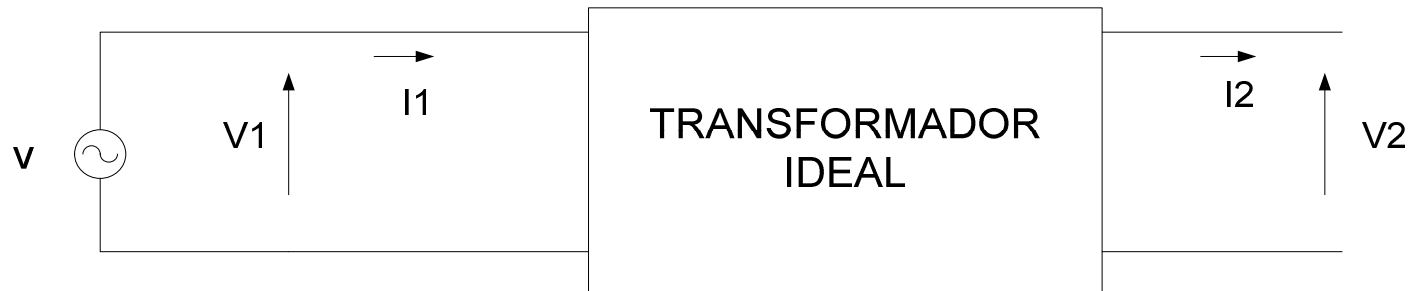 I1
I2
V1
TRANSFORMADOR
IDEAL
V2
v